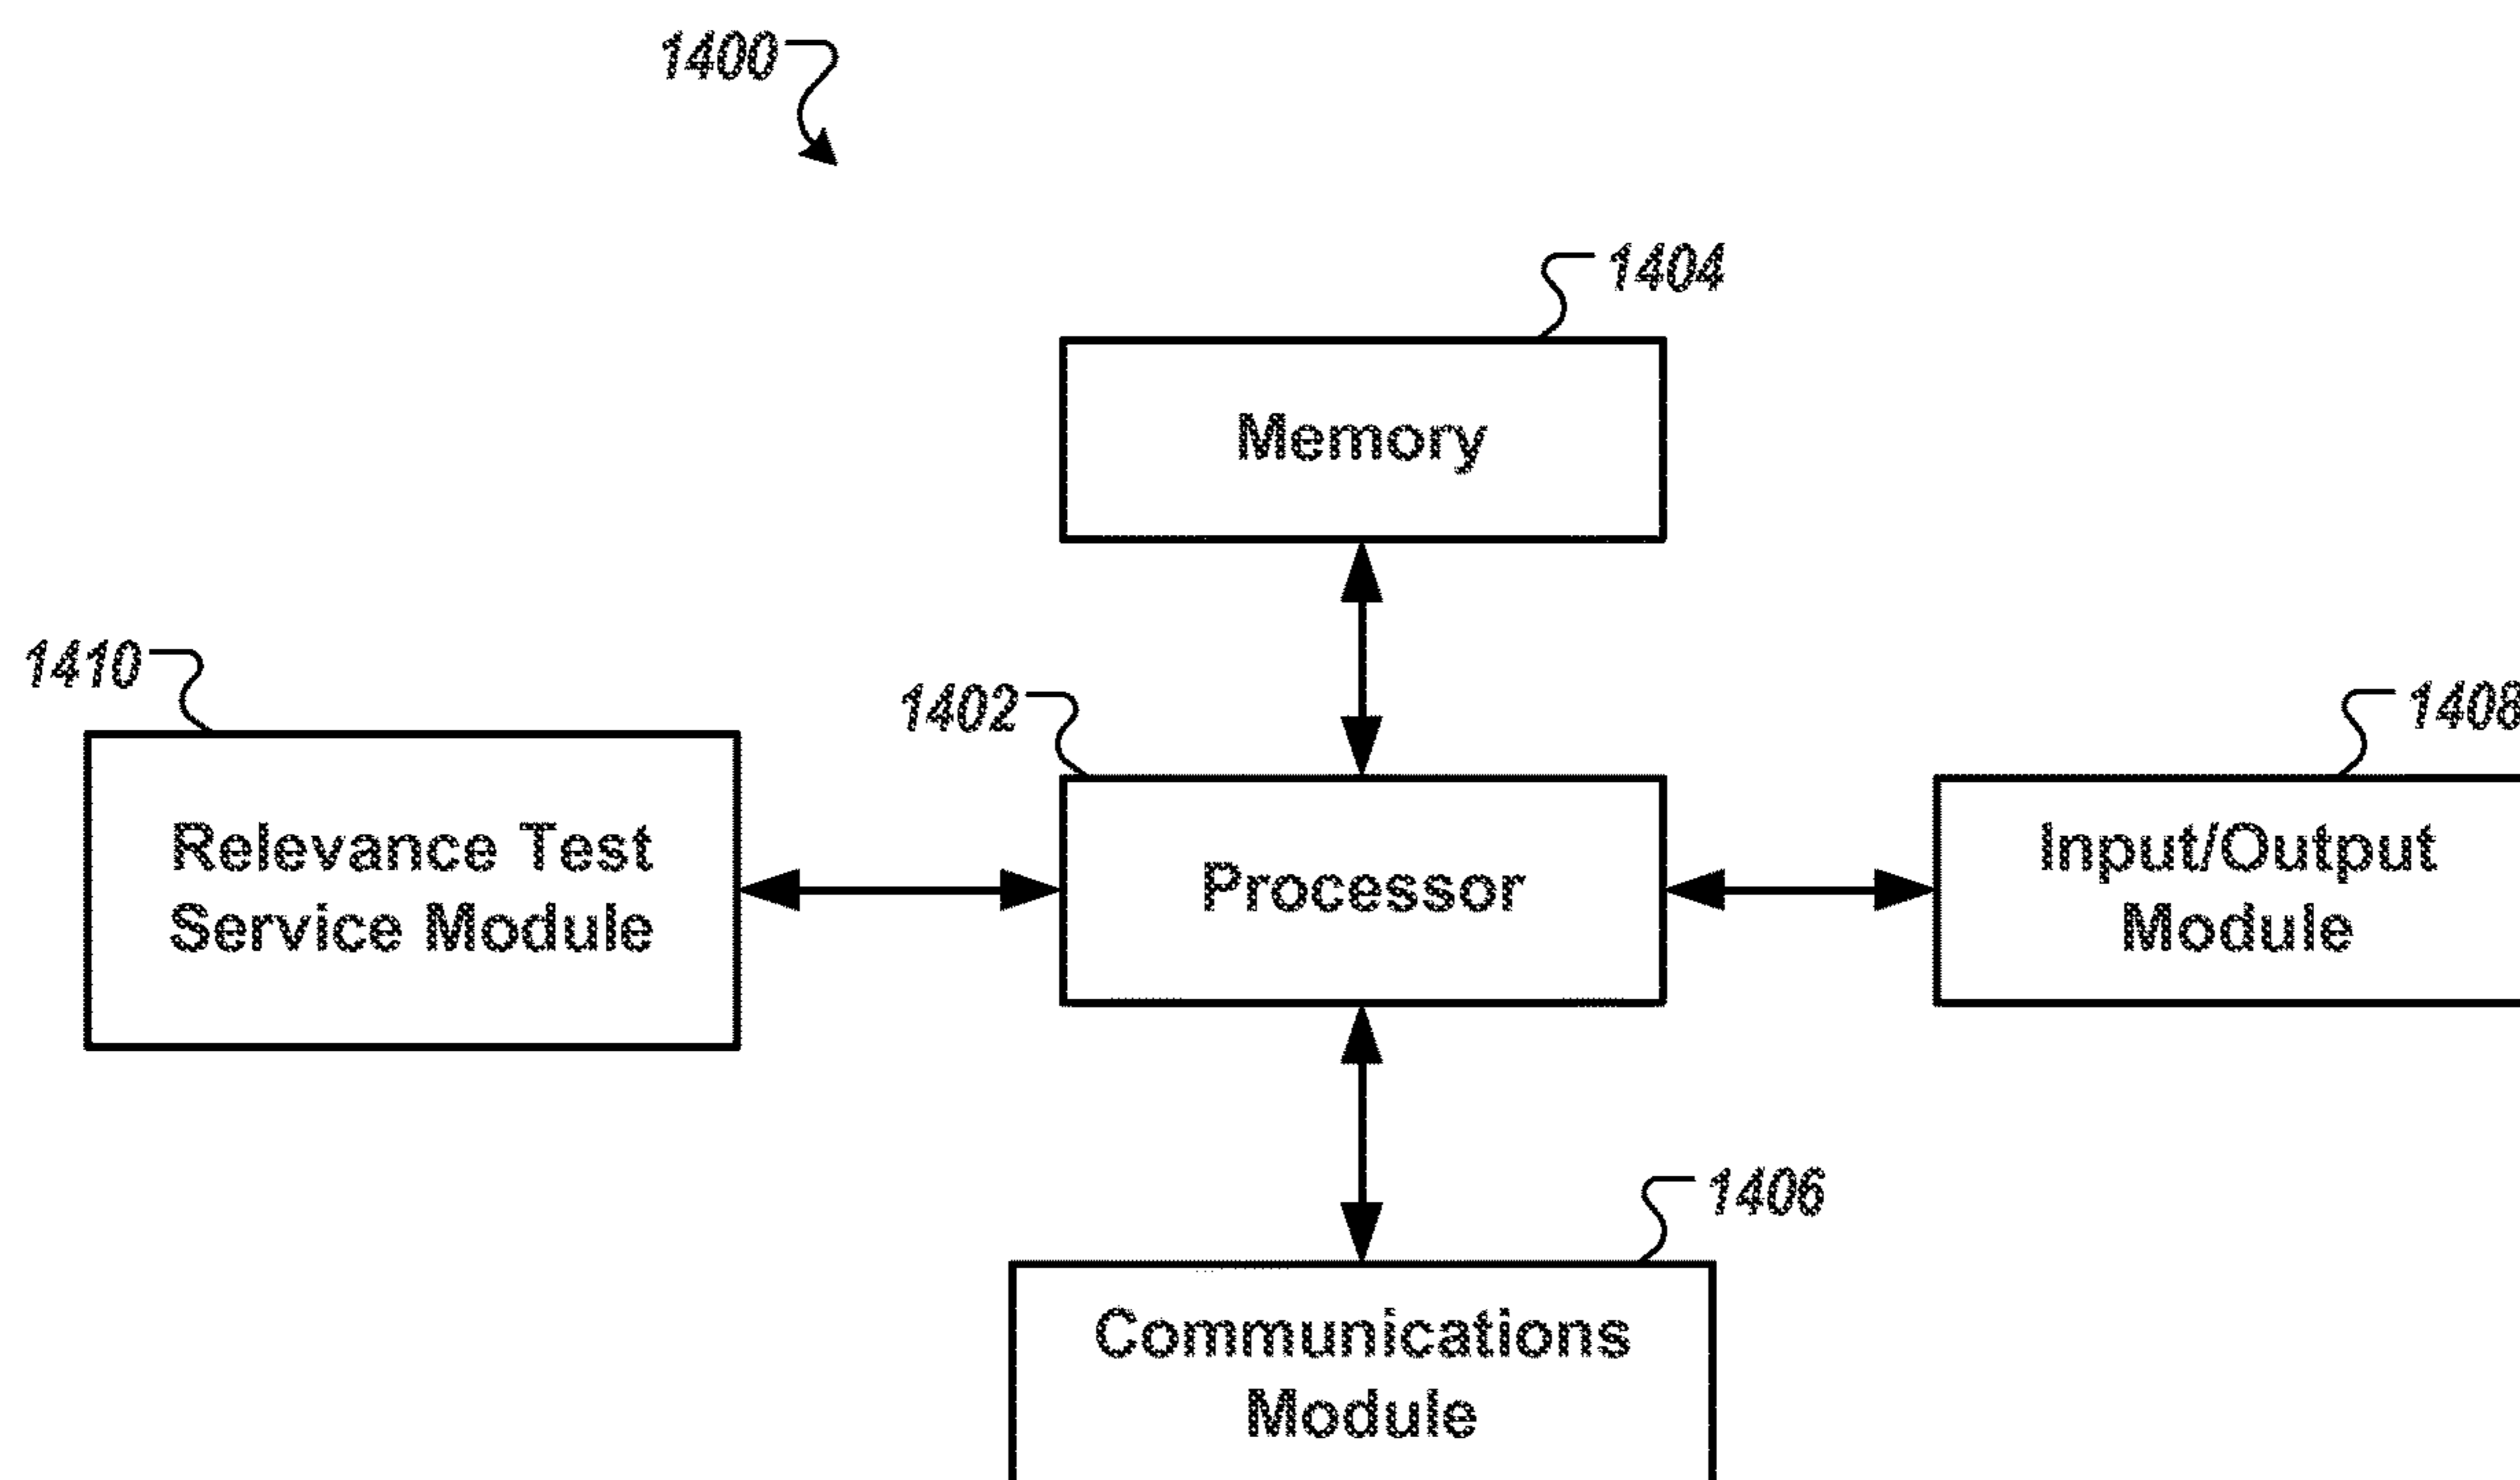 1400
1404
Memory
1410
1402
1408
Relevance Test
Service Module
Processor
Input/Output
Module
1406
Communications
Module